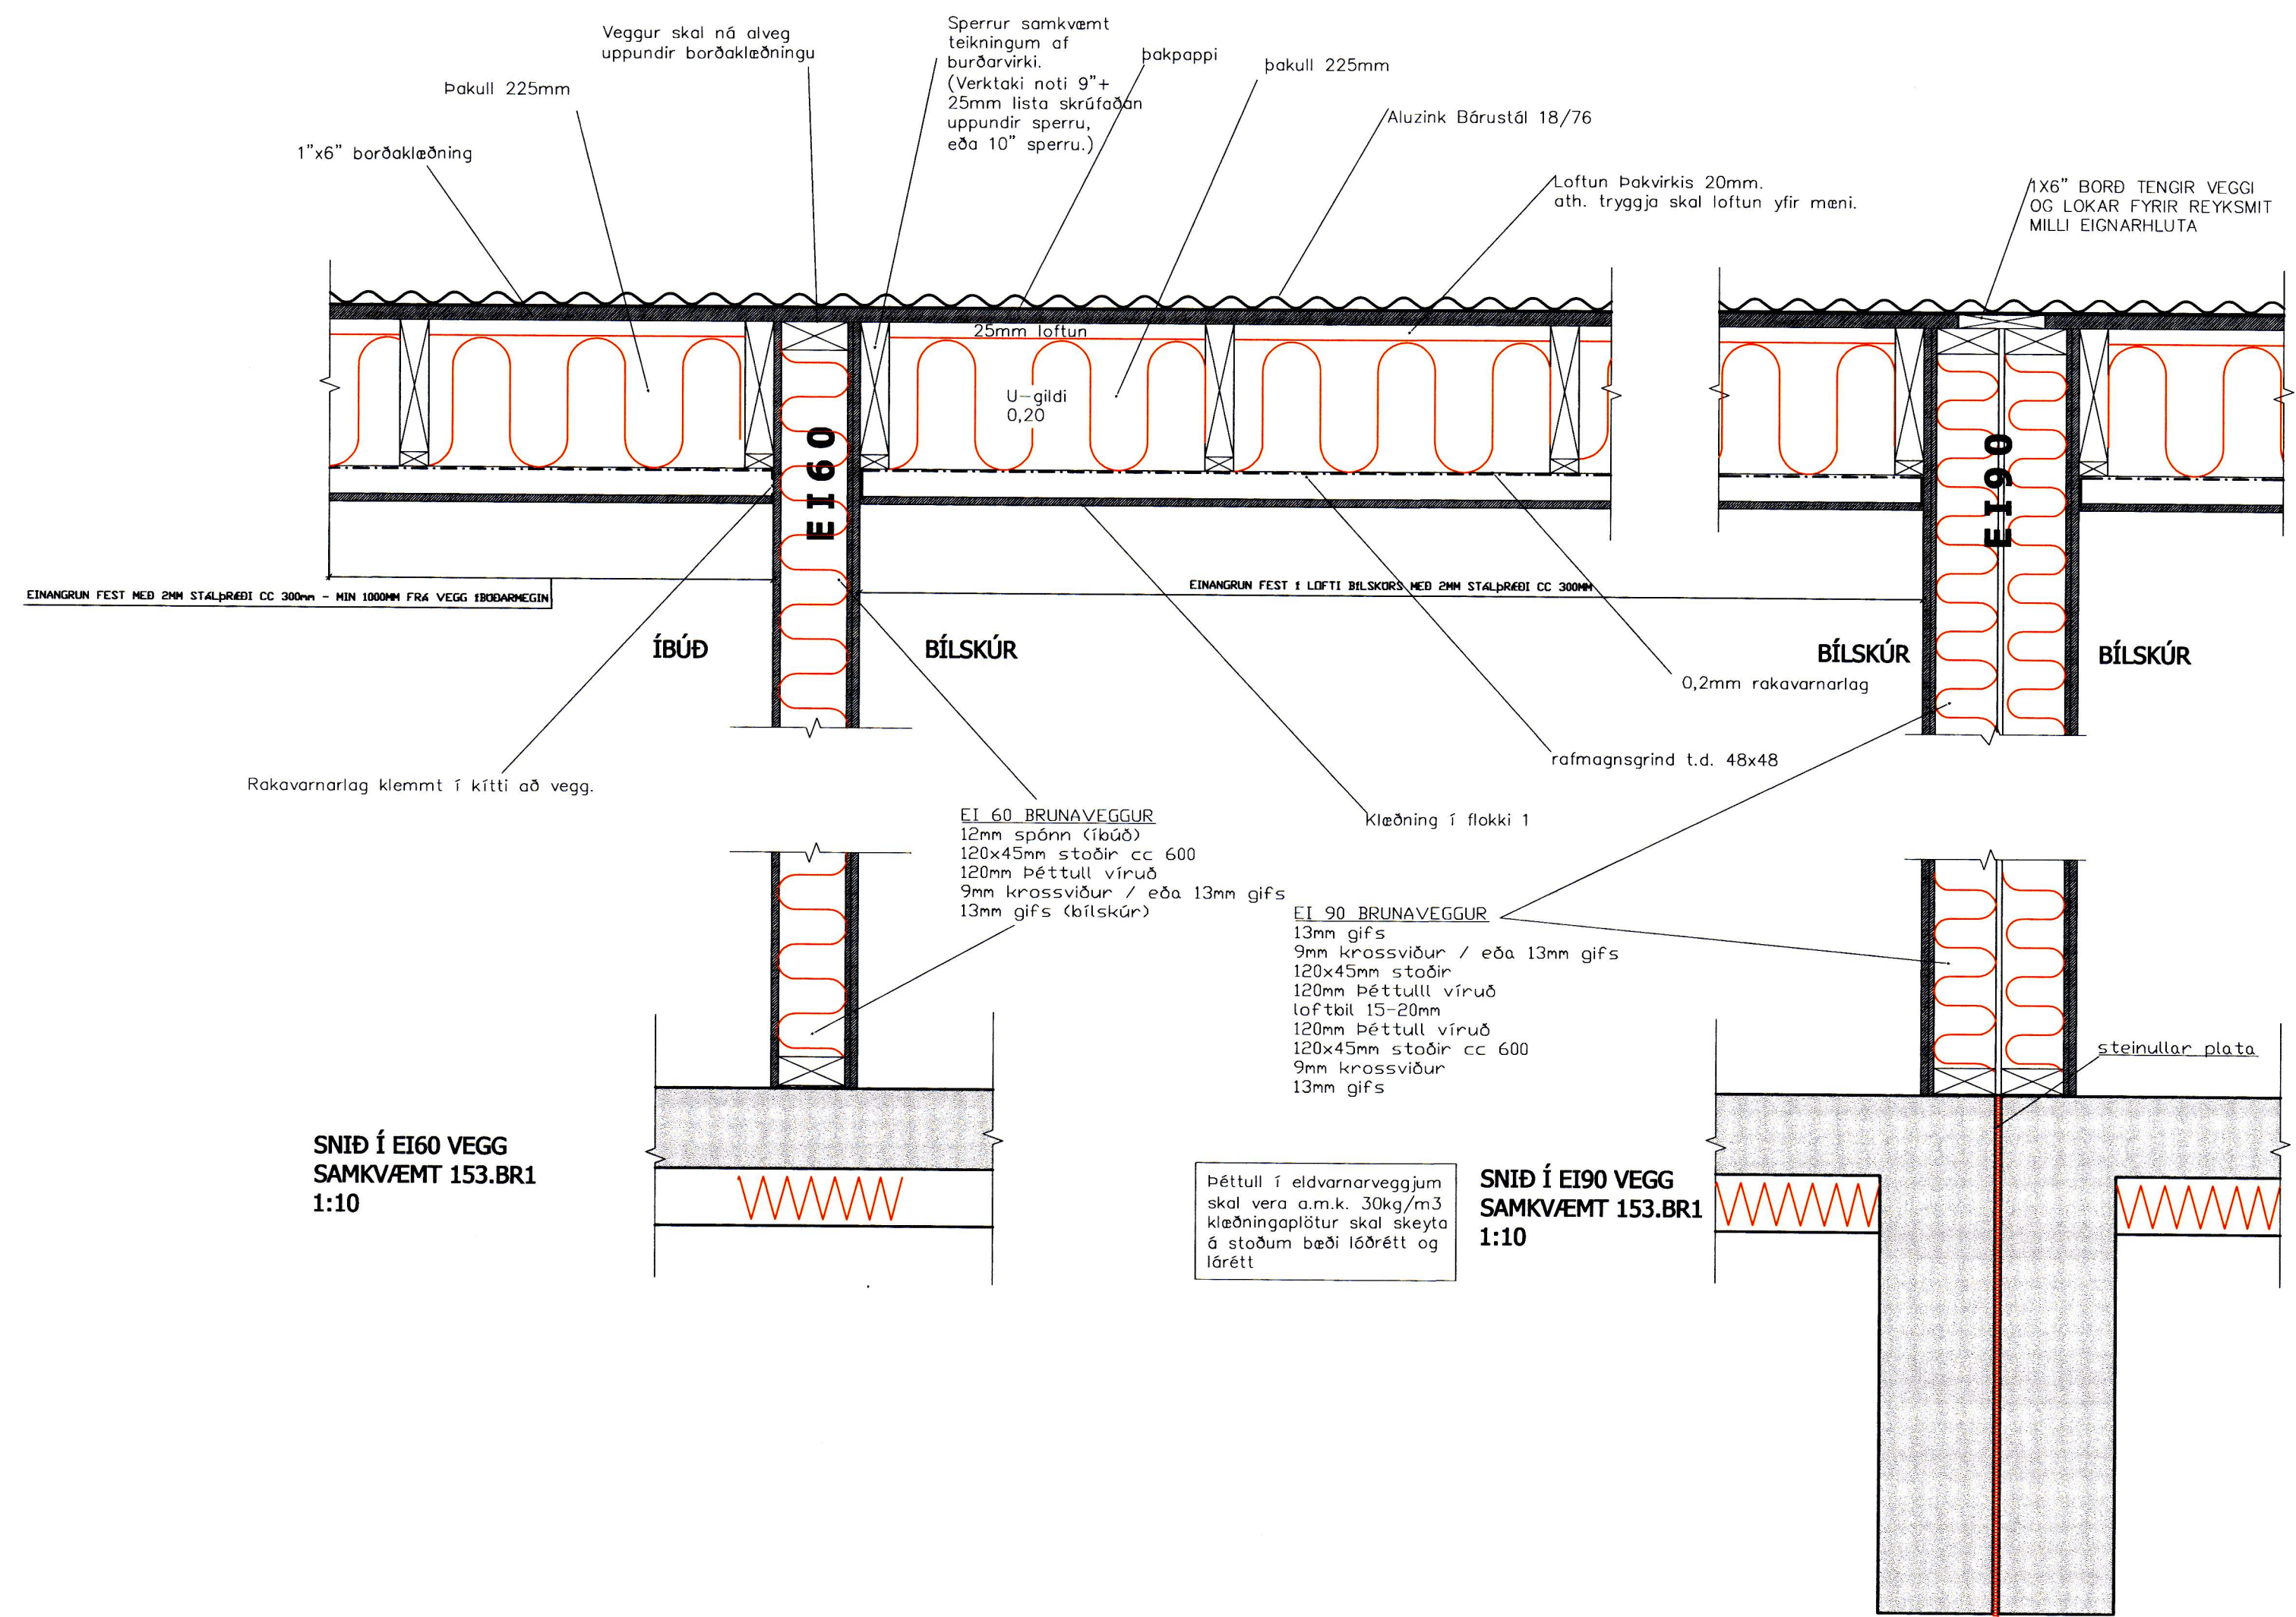 Veggur skal ná alveg
uppundir borðaklæðningu
Sperrur samkvæmt
teikningum af
burðarvirki.
(Verktaki noti 9"+
25mm lista skrúfaðan
uppundir sperru,
eða 10" sperru.)
þakpappi
þakull 225mm
Þakull 225mm
Aluzink Bárustál 18/76
1"x6" borðaklæðning
Loftun Þakvirkis 20mm.
ath. tryggja skal loftun yfir mæni.
1X6" BORÐ TENGIR VEGGI
OG LOKAR FYRIR REYKSMIT
MILLI EIGNARHLUTA
25mm loftun
U-gildi
0,20
EI60
EI90
EINANGRUN FEST MEÐ 2MM STÁLÞRÆÐI CC 300mm - MIN 1000MM FRÁ VEGG ÍBÚÐARMEGIN
EINANGRUN FEST Í LOFTI BÍLSKÚRS MEÐ 2MM STÁLÞRÆÐI CC 300MM
ÍBÚÐ
BÍLSKÚR
BÍLSKÚR
BÍLSKÚR
0,2mm rakavarnarlag
rafmagnsgrind t.d. 48x48
Rakavarnarlag klemmt í kítti að vegg.
Klæðning í flokki 1
EI 60 BRUNAVEGGUR
12mm spónn (íbúð)
120x45mm stoðir cc 600
120mm Þéttull víruð
9mm krossviður / eða 13mm gifs
13mm gifs (bílskúr)
EI 90 BRUNAVEGGUR
13mm gifs
9mm krossviður / eða 13mm gifs
120x45mm stoðir
120mm Þéttulll víruð
loftbil 15-20mm
120mm Þéttull víruð
120x45mm stoðir cc 600
9mm krossviður
13mm gifs
steinullar plata
SNIÐ Í EI60 VEGG
SAMKVÆMT 153.BR1
1:10
Þéttull í eldvarnarveggjum
skal vera a.m.k. 30kg/m3
klæðningaplötur skal skeyta
á stoðum bæði lóðrétt og
lárétt
SNIÐ Í EI90 VEGG
SAMKVÆMT 153.BR1
1:10